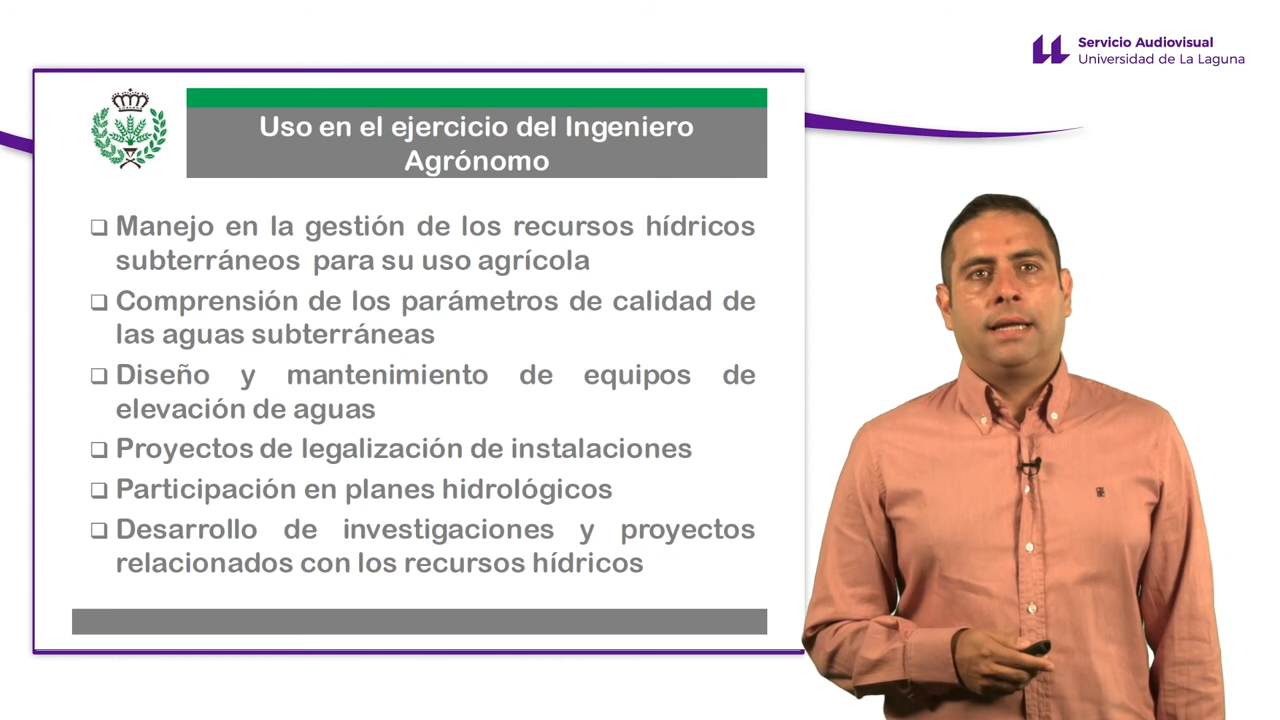 Servicio Audiovisual
Universidad de La Laguna
Uso en el ejercicio del Ingeniero
Agrónomo
❑ Manejo en la gestión de los recursos hídricos
subterráneos para su uso agrícola
❑ Comprensión de los parámetros de calidad de
las aguas subterráneas
❑ Diseño y mantenimiento de equipos de
elevación de aguas
❑ Proyectos de legalización de instalaciones
❑ Participación en planes hidrológicos
❑ Desarrollo de investigaciones y proyectos
relacionados con los recursos hídricos